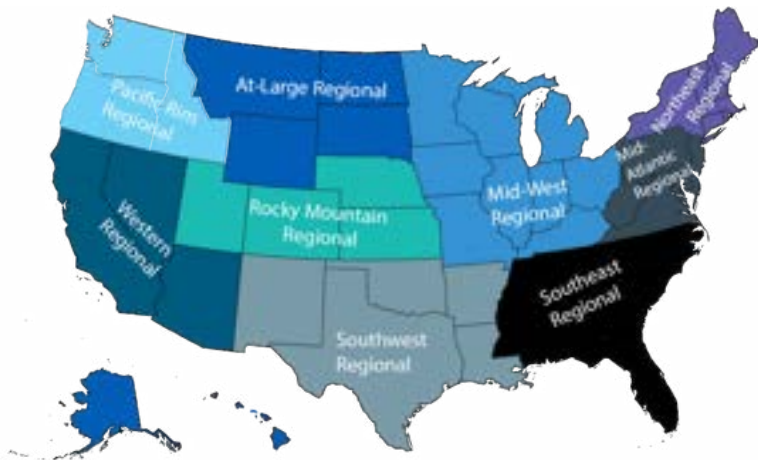 At-Large Regional
Pacific Rim
Regional
Northeast
Regional
Mid-
Atlantic
Regional
Mid-West
Regional
Rocky Mountain
Regional
Western
Regional
Southeast
Regional
Southwest
Regional